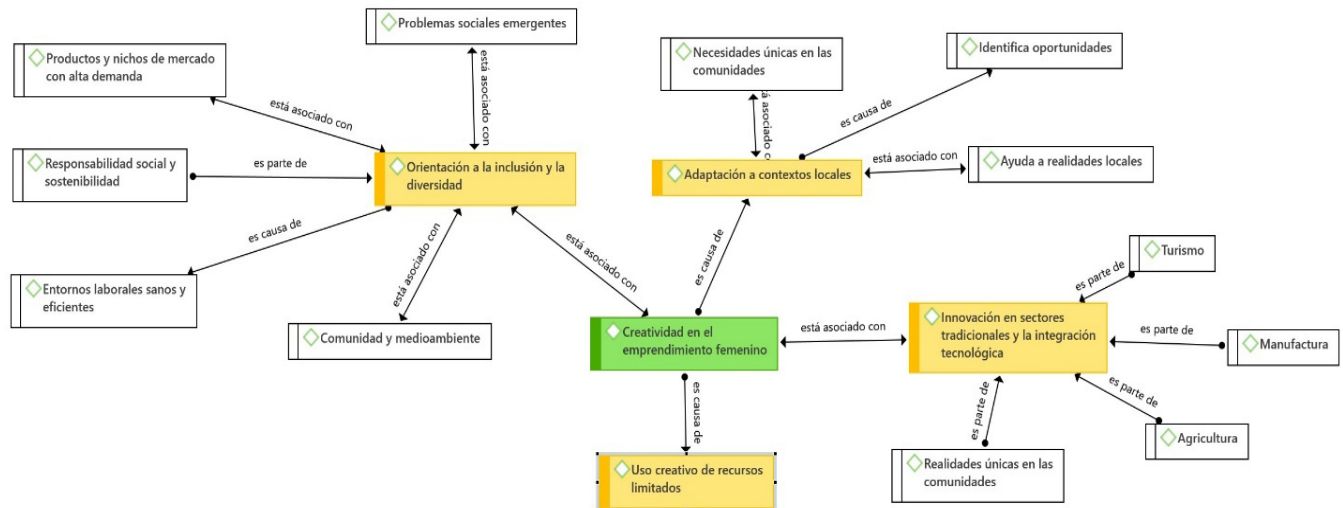 Problemas sociales emergentes
Productos y nichos de mercado
con alta demanda
está asociado con
está asociado con
Responsabilidad social y
sostenibilidad
es parte de
Orientación a la inclusión y la
diversidad
es causa de
Entornos laborales sanos y
eficientes
está asociado con
Comunidad y medioambiente
está asociado con
Necesidades únicas en las
comunidades
está asociado co
Identifica oportunidades
es causa de
Adaptación a contextos locales
está asociado con
Ayuda a realidades locales
es causa de
Creatividad en el
emprendimiento femenino
está asociado con
Innovación en sectores
tradicionales y la integración
tecnológica
es parte de
Turismo
es parte de
Manufactura
es parte de
Agricultura
es parte de
Realidades únicas en las
comunidades
es causa de
Uso creativo de recursos
limitados